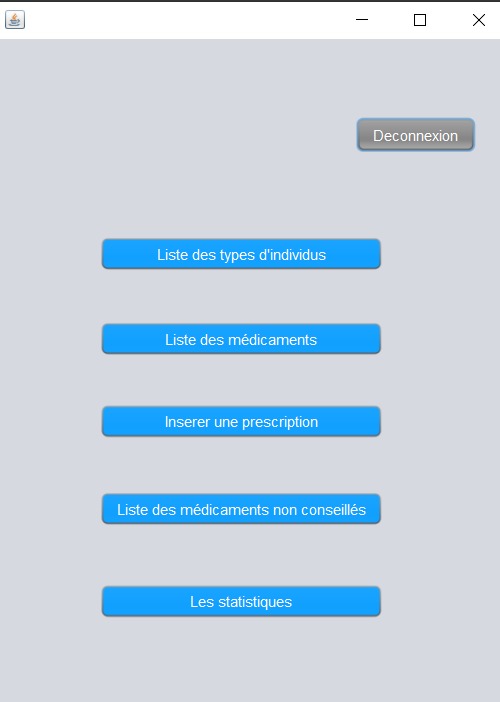 Deconnexion
Liste des types d'individus
Liste des médicaments
Inserer une prescription
Liste des médicaments non conseillés
Les statistiques